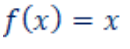 f(x) = x